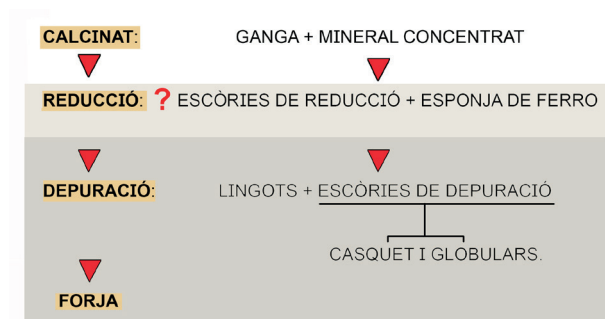 CALCINAT: GANGA + MINERAL CONCENTRAT
REDUCCIÓ: ? ESCÒRIES DE REDUCCIÓ + ESPONJA DE FERRO
DEPURACIÓ: LINGOTS + ESCÒRIES DE DEPURACIÓ
CASQUET I GLOBULARS.
FORJA